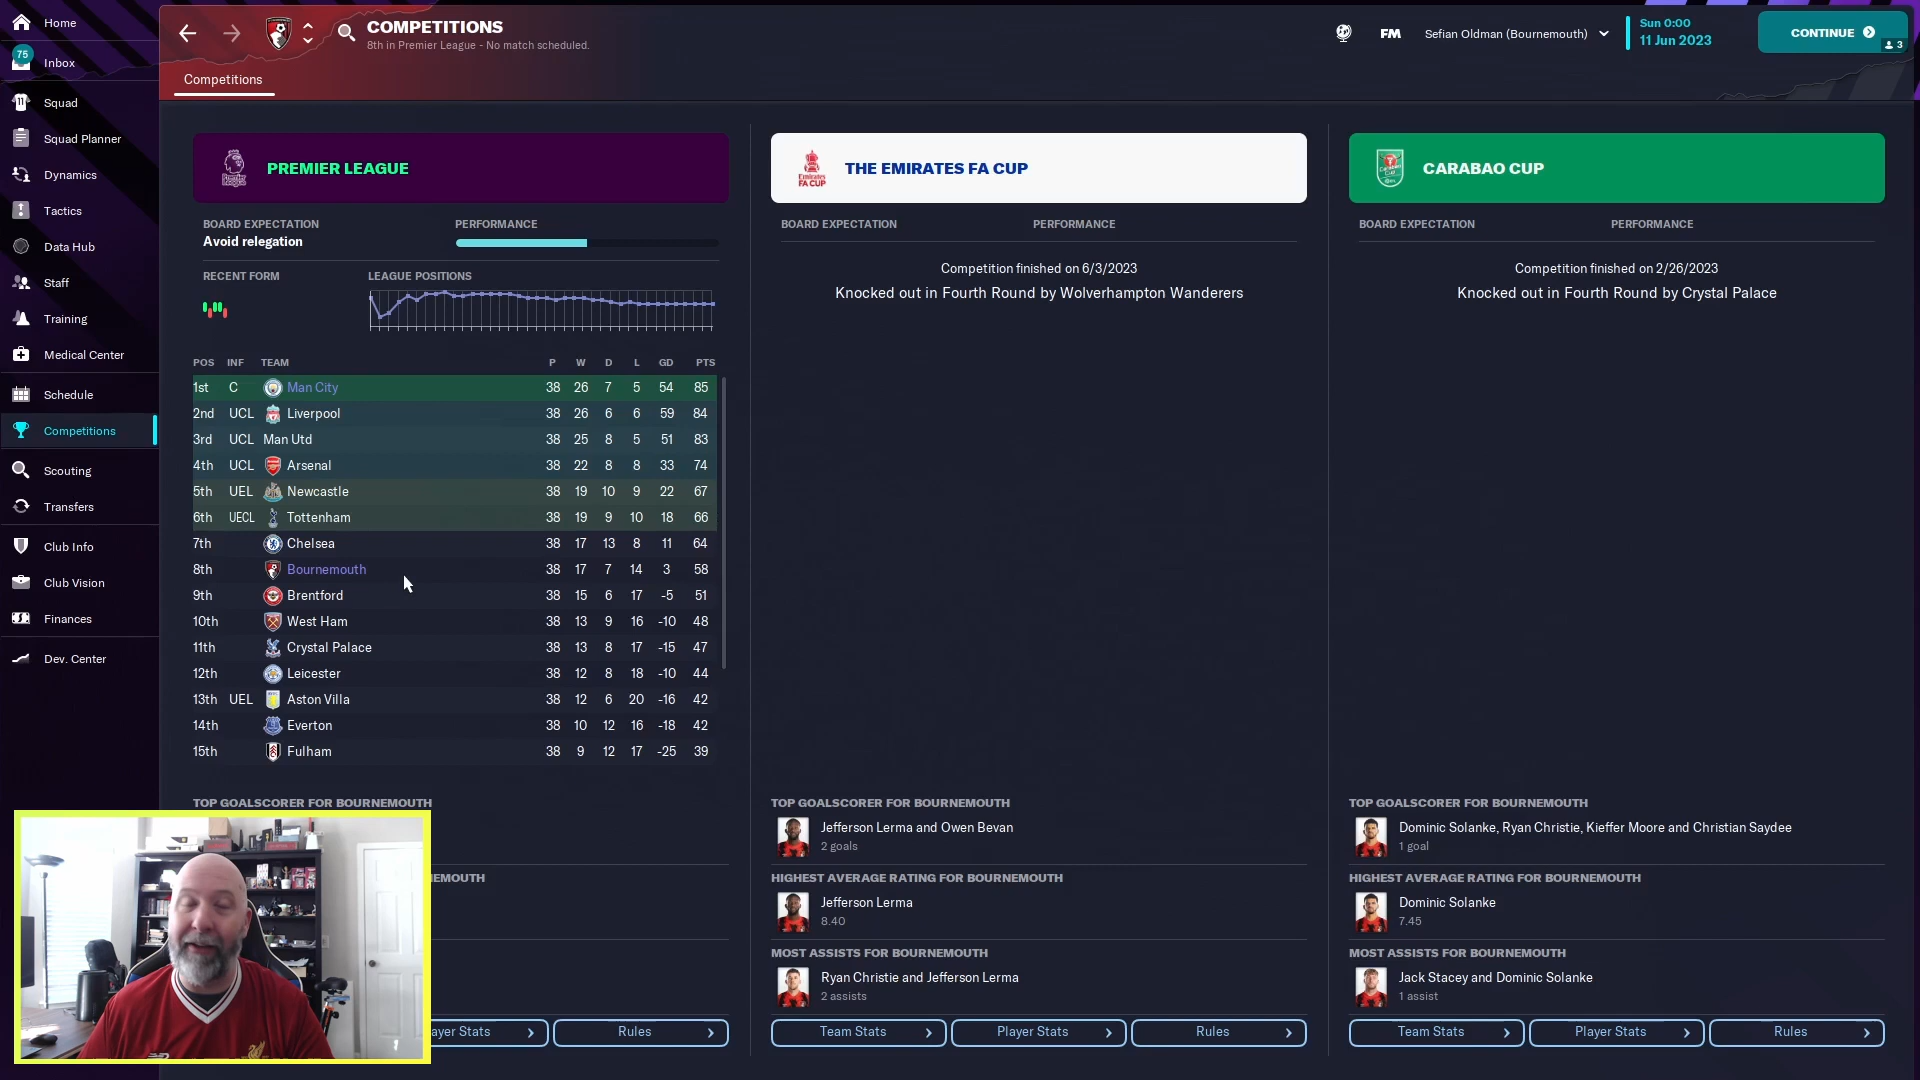 Home
75
Inbox
Squad
Squad Planner
Dynamics
Tactics
Data Hub
Staff
Training
Medical Center
Schedule
Competitions
Scouting
Transfers
Club Info
Club Vision
Finances
Dev. Center
COMPETITIONS
8th in Premier League - No match scheduled.
FM
Sefian Oldman (Bournemouth)
Sun 0:00
11 Jun 2023
CONTINUE
3
Competitions
PREMIER LEAGUE
BOARD EXPECTATION PERFORMANCE
Avoid relegation
RECENT FORM LEAGUE POSITIONS
POS INF TEAM P W D L GD PTS
1st C Man City 38 26 7 5 54 85
2nd UCL Liverpool 38 26 6 6 59 84
3rd UCL Man Utd 38 25 8 5 51 83
4th UCL Arsenal 38 22 8 8 33 74
5th UEL Newcastle 38 19 10 9 22 67
6th UECL Tottenham 38 19 9 10 18 66
7th Chelsea 38 17 13 8 11 64
8th Bournemouth 38 17 7 14 3 58
9th Brentford 38 15 6 17 -5 51
10th West Ham 38 13 9 16 -10 48
11th Crystal Palace 38 13 8 17 -15 47
12th Leicester 38 12 8 18 -10 44
13th UEL Aston Villa 38 12 6 20 -16 42
14th Everton 38 10 12 16 -18 42
15th Fulham 38 9 12 17 -25 39
TOP GOALSCORER FOR BOURNEMOUTH
EMOUTH
ayer Stats
Rules
Emirates
FA CUP
THE EMIRATES FA CUP
BOARD EXPECTATION PERFORMANCE
Competition finished on 6/3/2023
Knocked out in Fourth Round by Wolverhampton Wanderers
TOP GOALSCORER FOR BOURNEMOUTH
Jefferson Lerma and Owen Bevan
2 goals
HIGHEST AVERAGE RATING FOR BOURNEMOUTH
Jefferson Lerma
8.40
MOST ASSISTS FOR BOURNEMOUTH
Ryan Christie and Jefferson Lerma
2 assists
Team Stats
Player Stats
Rules
CARABAO CUP
BOARD EXPECTATION PERFORMANCE
Competition finished on 2/26/2023
Knocked out in Fourth Round by Crystal Palace
TOP GOALSCORER FOR BOURNEMOUTH
Dominic Solanke, Ryan Christie, Kieffer Moore and Christian Saydee
1 goal
HIGHEST AVERAGE RATING FOR BOURNEMOUTH
Dominic Solanke
7.45
MOST ASSISTS FOR BOURNEMOUTH
Jack Stacey and Dominic Solanke
1 assist
Team Stats
Player Stats
Rules